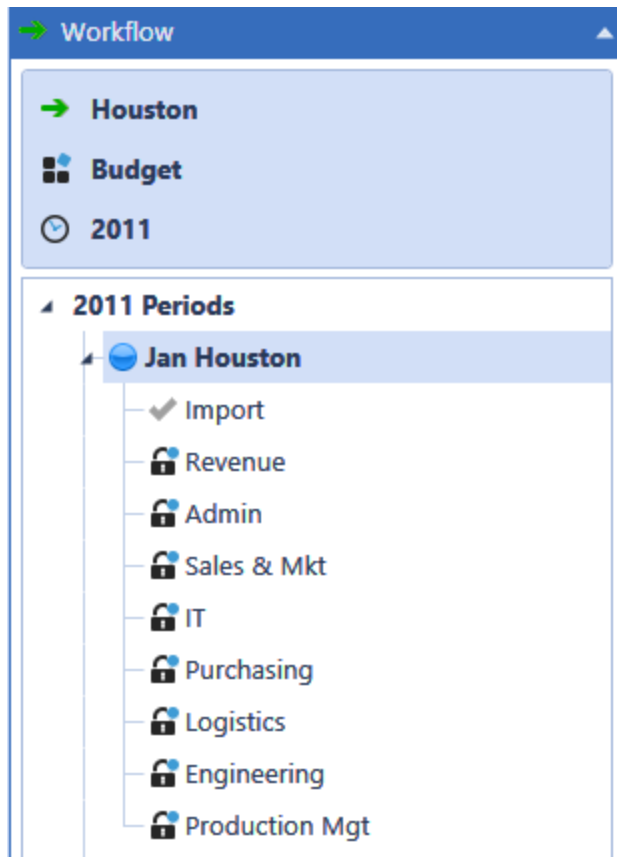 Workflow
Houston
Budget
2011
2011 Periods
Jan Houston
Import
Revenue
Admin
Sales & Mkt
IT
Purchasing
Logistics
Engineering
Production Mgt